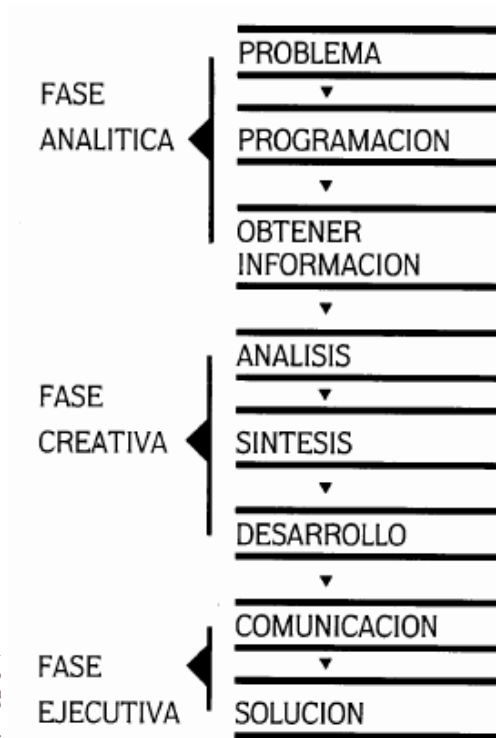 PROBLEMA
FASE
ANALITICA
PROGRAMACION
OBTENER
INFORMACION
ANALISIS
FASE
CREATIVA
SINTESIS
DESARROLLO
COMUNICACION
FASE
EJECUTIVA
SOLUCION